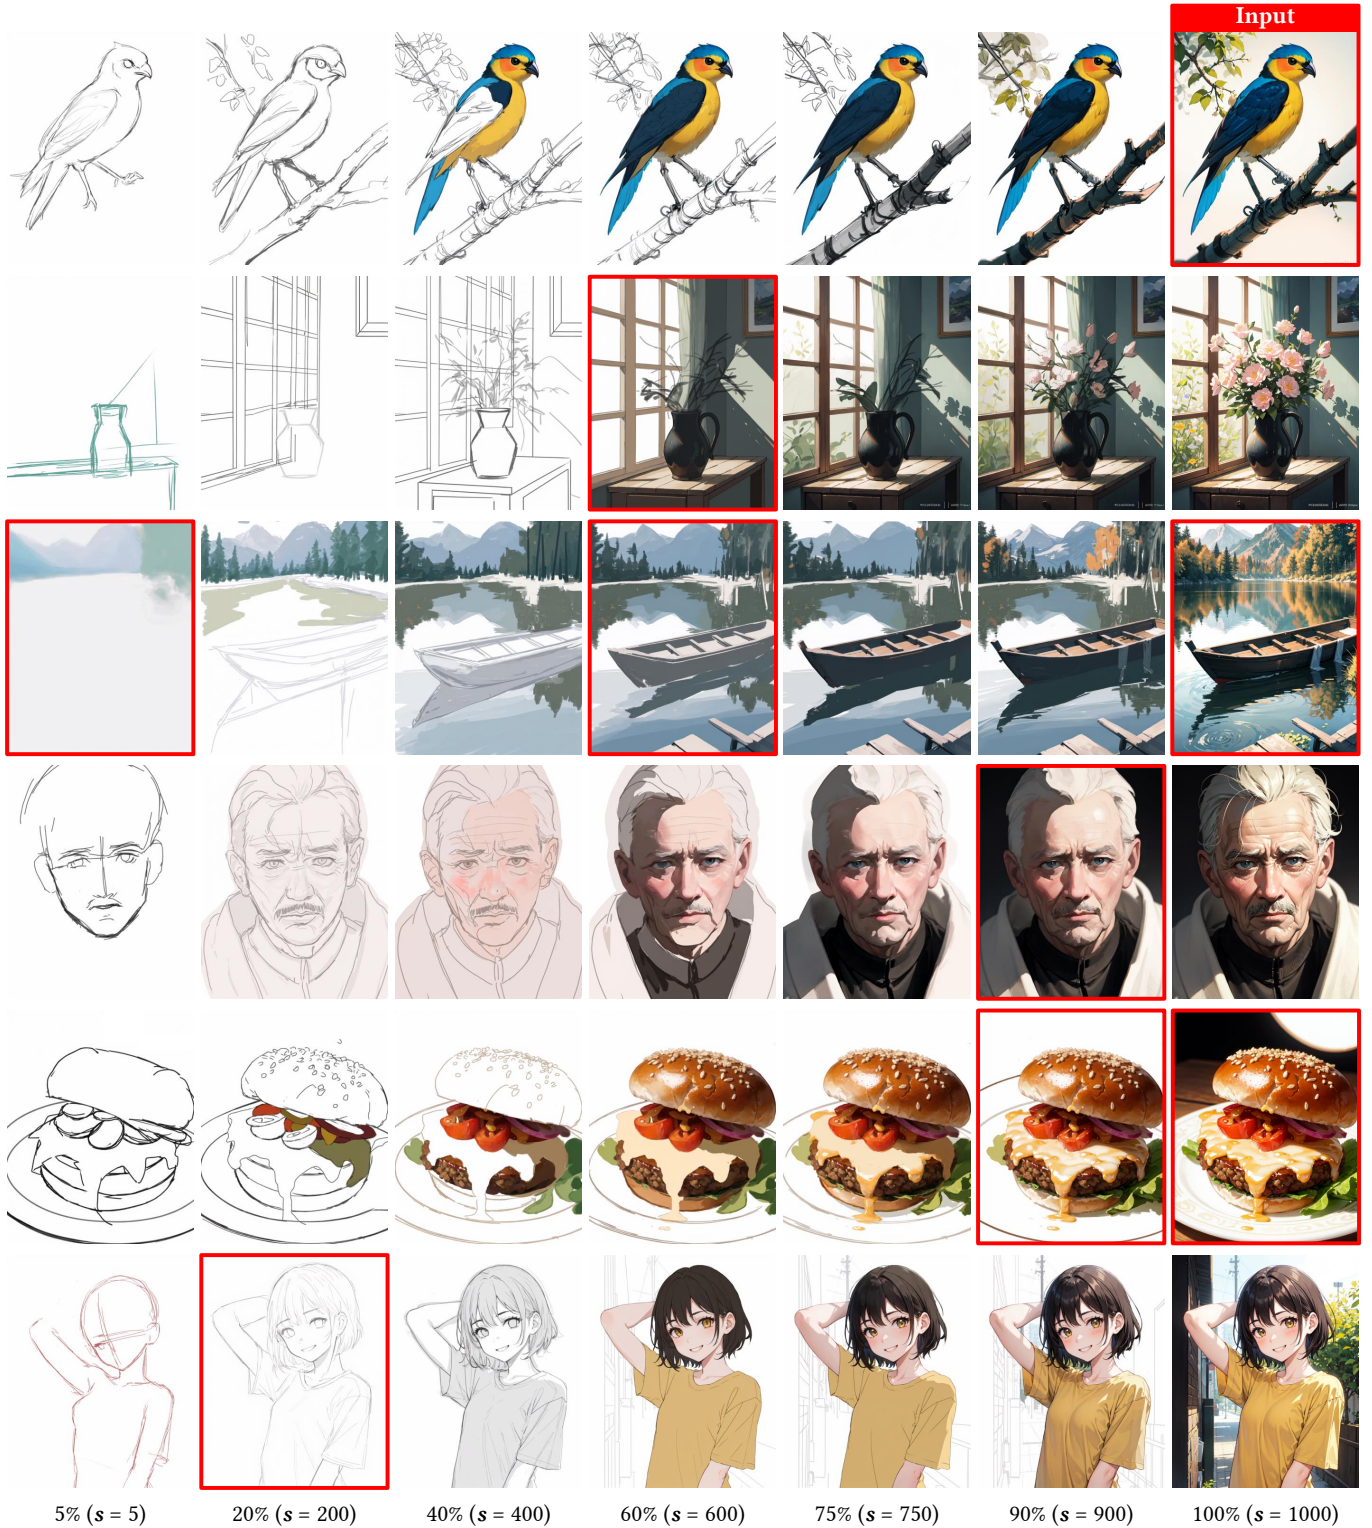 Input
5% (s = 5)
20% (s = 200)
40% (s = 400)
60% (s = 600)
75% (s = 750)
90% (s = 900)
100% (s = 1000)